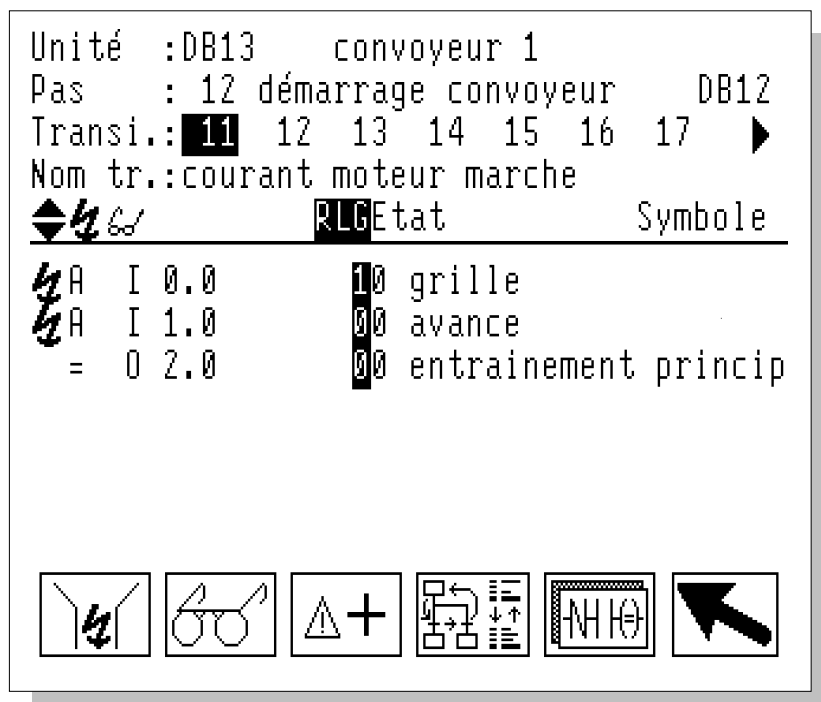 Unité :DB13 convoyeur 1
Pas : 12 démarrage convoyeur DB12
Transi.: 11 12 13 14 15 16 17
Nom tr.:courant moteur marche
RLGEtat Symbole
A I 0.0 10 grille
A I 1.0 00 avance
= O 2.0 00 entrainement princip